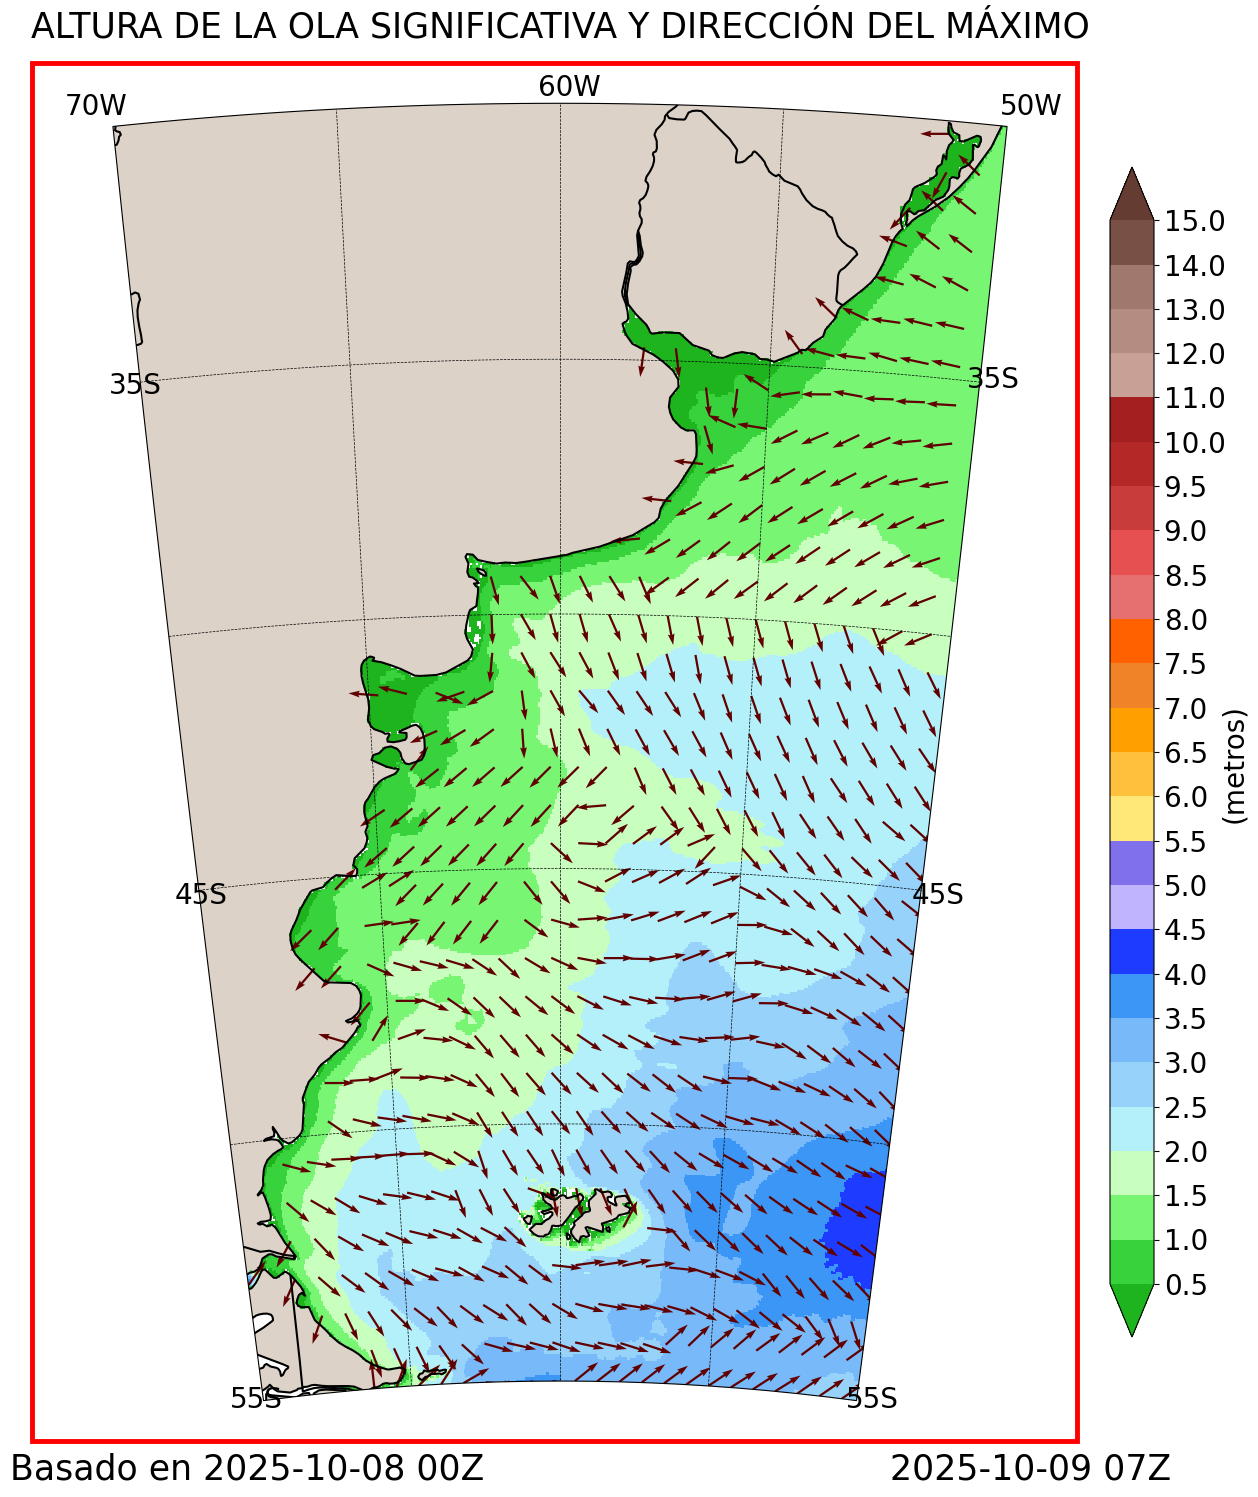 ALTURA DE LA OLA SIGNIFICATIVA Y DIRECCIÓN DEL MÁXIMO
70W
60W
50W
35S
35S
45S
45S
55S
55S
15.0
14.0
13.0
12.0
11.0
10.0
9.5
9.0
8.5
8.0
7.5
7.0
6.5
6.0
5.5
5.0
4.5
4.0
3.5
3.0
2.5
2.0
1.5
1.0
0.5
(metros)
Basado en 2025-10-08 00Z
2025-10-09 07Z